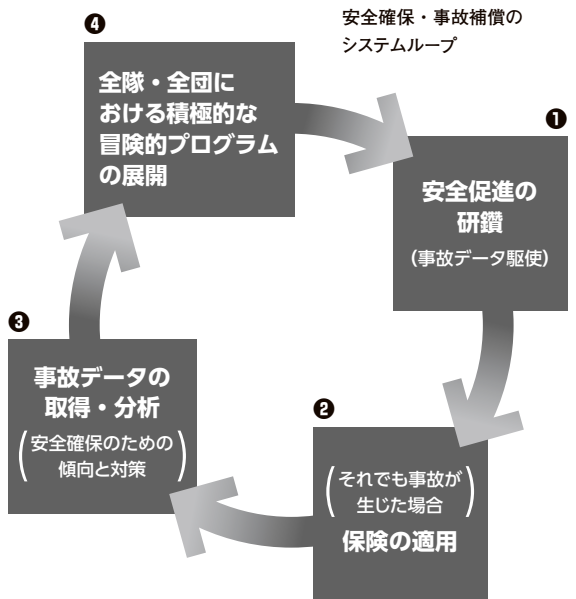 安全確保・事故補償の
システムループ
❶
安全促進の
研鑽
(事故データ駆使)
❷
(それでも事故が
生じた場合)
保険の適用
❸
事故データの
取得・分析
(安全確保のための
傾向と対策)
❹
全隊・全団に
おける積極的な
冒険的プログラム
の展開